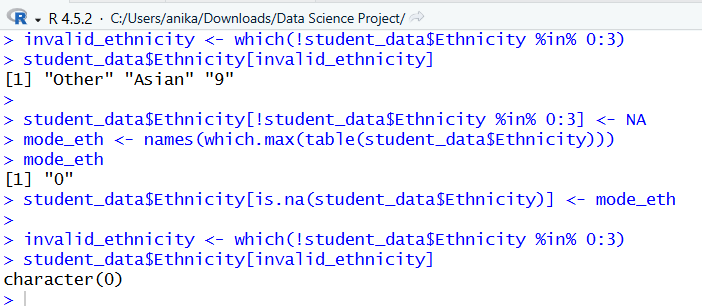 R R 4.5.2 · C:/Users/anika/Downloads/Data Science Project/
> invalid_ethnicity <- which(!student_data$Ethnicity %in% 0:3)
> student_data$Ethnicity[invalid_ethnicity]
[1] "Other" "Asian" "9"
>
> student_data$Ethnicity[!student_data$Ethnicity %in% 0:3] <- NA
> mode_eth <- names(which.max(table(student_data$Ethnicity)))
> mode_eth
[1] "0"
> student_data$Ethnicity[is.na(student_data$Ethnicity)] <- mode_eth
>
> invalid_ethnicity <- which(!student_data$Ethnicity %in% 0:3)
> student_data$Ethnicity[invalid_ethnicity]
character(0)
>